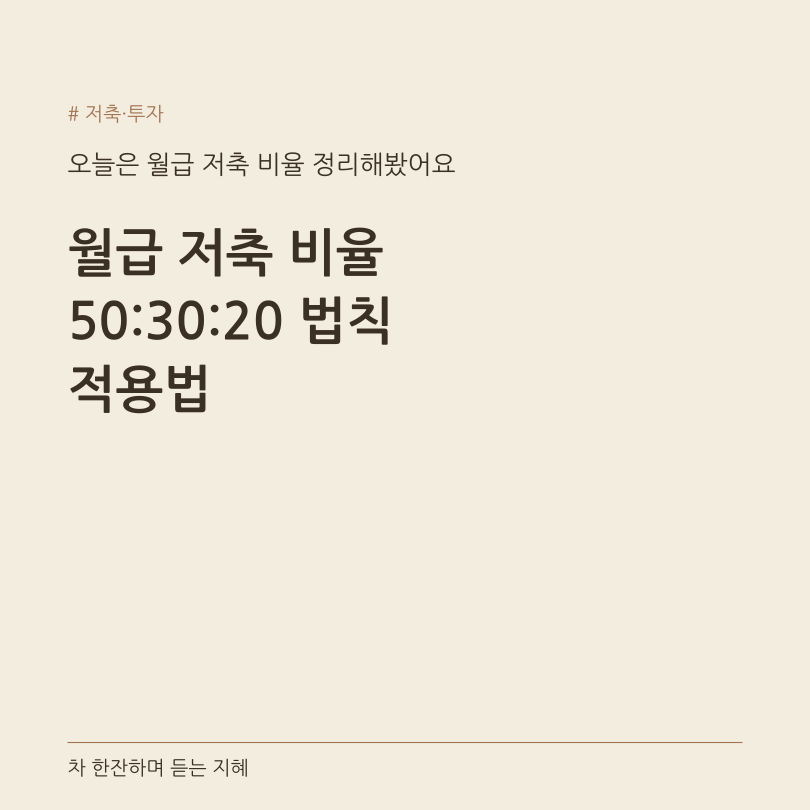 # 저축·투자
오늘은 월급 저축 비율 정리해봤어요
월급 저축 비율
50:30:20 법칙
적용법
차 한잔하며 듣는 지혜